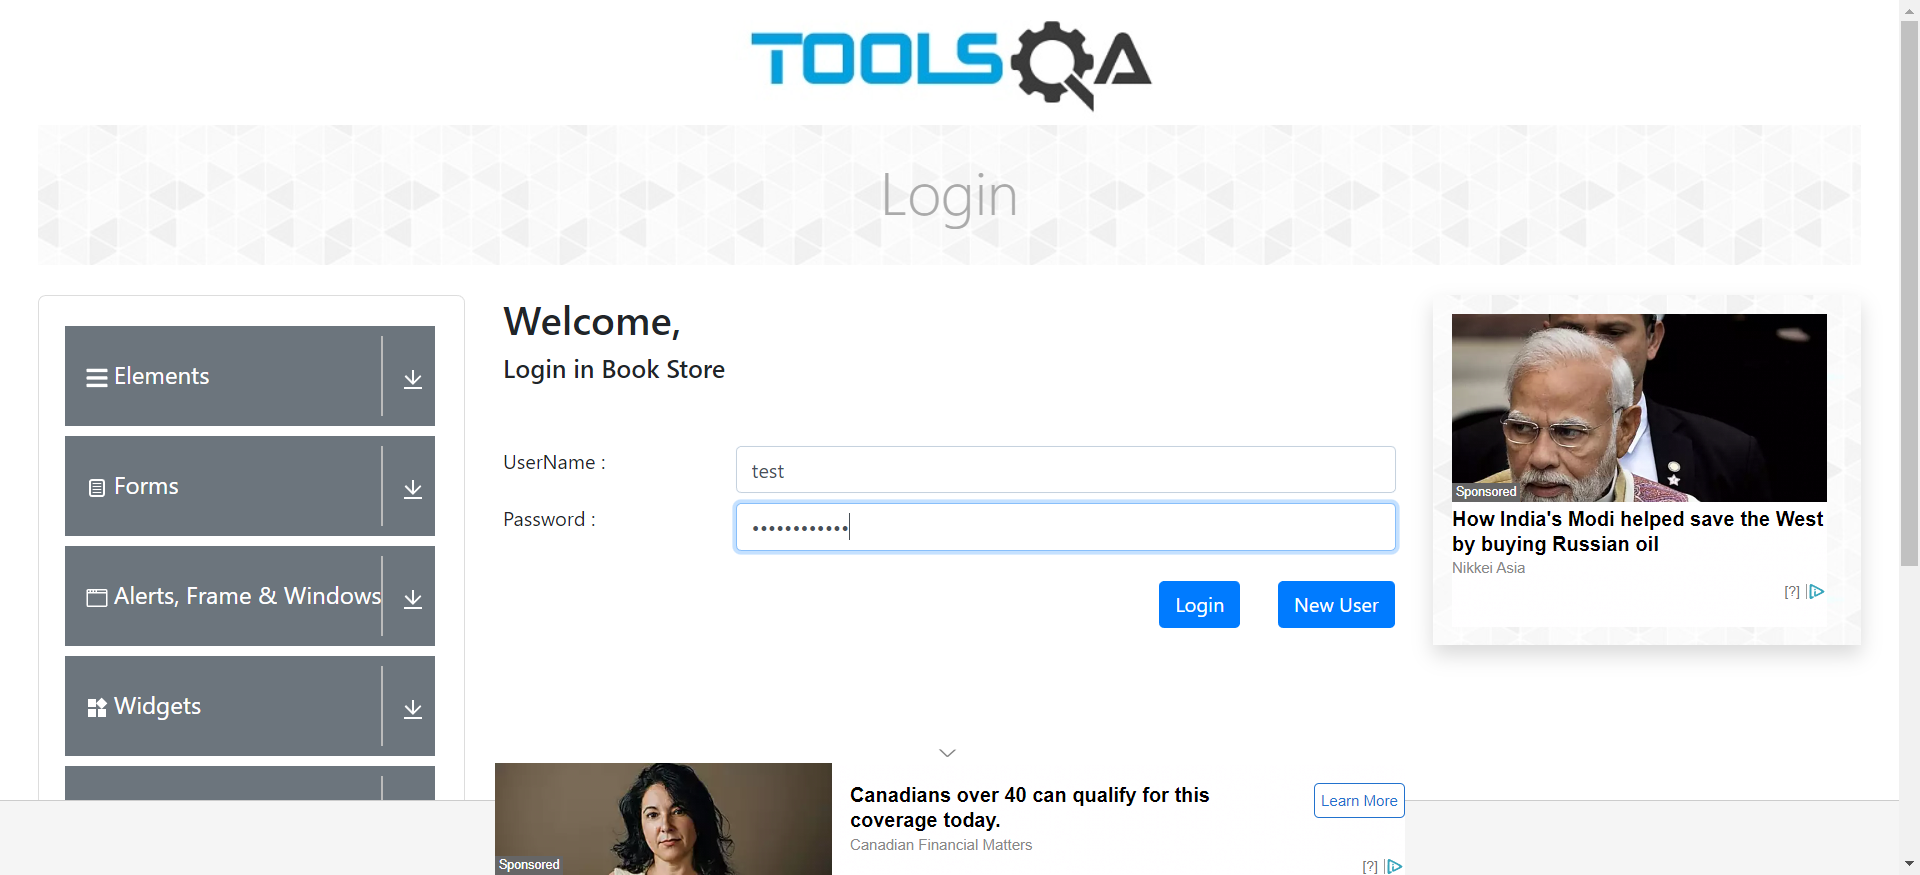 TOOLSQA
Login
Elements
Forms
Alerts, Frame & Windows
Widgets
Welcome,
Login in Book Store
UserName :
test
Password :
••••••••••••
Login
New User
Sponsored
How India's Modi helped save the West
by buying Russian oil
Nikkei Asia
[?]
Sponsored
Canadians over 40 can qualify for this
coverage today.
Canadian Financial Matters
Learn More
[?]